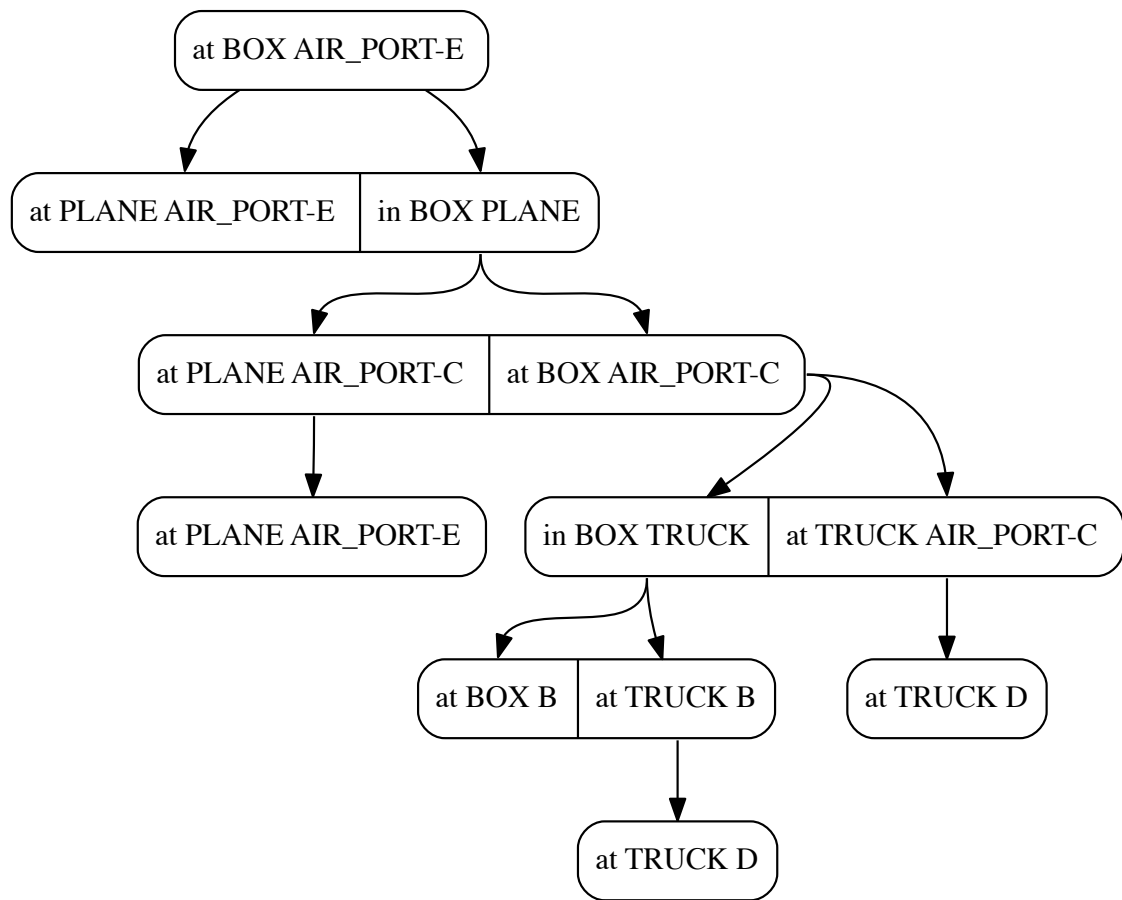 at BOX AIR_PORT-E
at PLANE AIR_PORT-E
in BOX PLANE
at PLANE AIR_PORT-C
at BOX AIR_PORT-C
at PLANE AIR_PORT-E
in BOX TRUCK
at TRUCK AIR_PORT-C
at BOX B
at TRUCK B
at TRUCK D
at TRUCK D